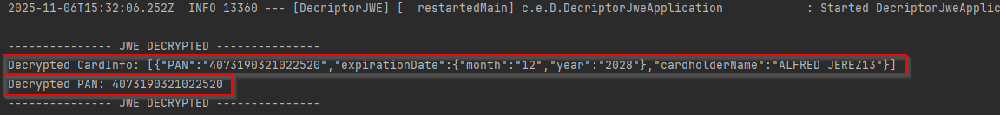 2025-11-06T15:32:06.252Z  INFO 13360 --- [DecriptorJWE] [  restartedMain] c.e.D.DecriptorJweApplication            : Started DecriptorJweApplic
--------------- JWE DECRYPTED ---------------
Decrypted CardInfo: [{"PAN":"4073190321022520","expirationDate":{"month":"12","year":"2028"},"cardholderName":"ALFRED JEREZ13"}]
Decrypted PAN: 4073190321022520
--------------- JWE DECRYPTED ---------------